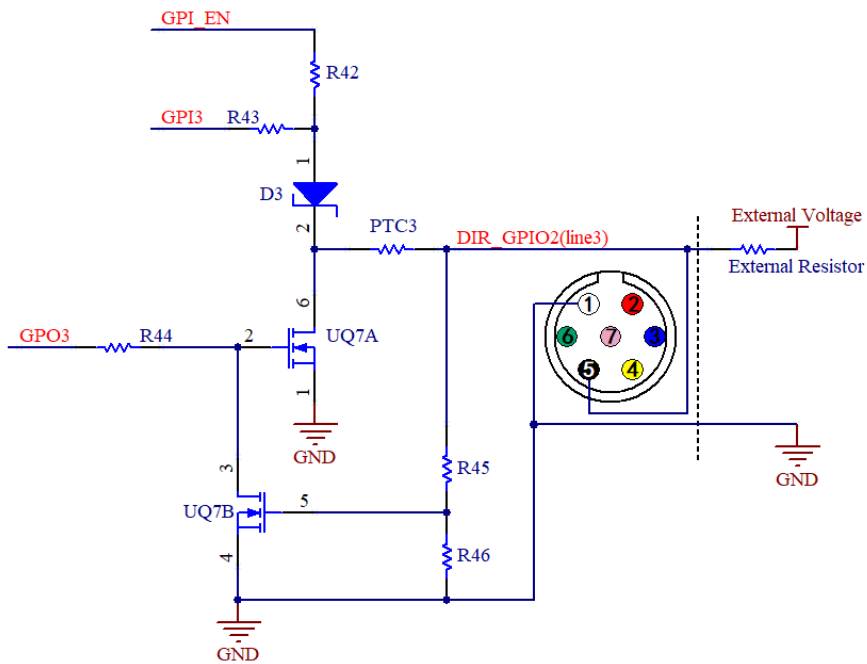 GPI_EN
R42
GPI3
R43
1
D3
2
PTC3
DIR_GPIO2(line3)
External Voltage
External Resistor
6
1
2
GPO3
R44
2
UQ7A
6
7
3
1
5
4
GND
GND
R45
3
UQ7B
5
4
R46
GND